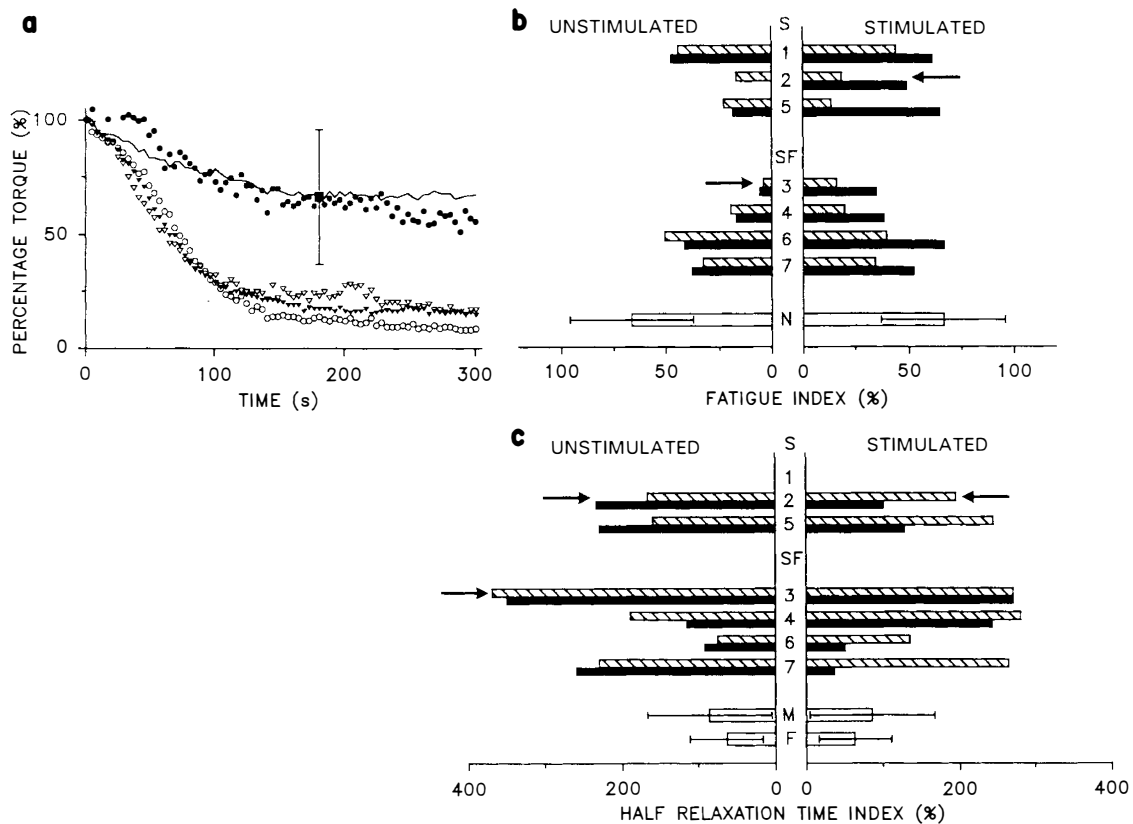 a
PERCENTAGE TORQUE (%)
100
50
0
0
100
200
300
TIME (s)
b
UNSTIMULATED
S
STIMULATED
1
2
5
SF
3
4
6
7
N
100
50
0
0
50
100
FATIGUE INDEX (%)
c
UNSTIMULATED
S
STIMULATED
1
2
5
SF
3
4
6
7
M
F
400
200
0
0
200
400
HALF RELAXATION TIME INDEX (%)